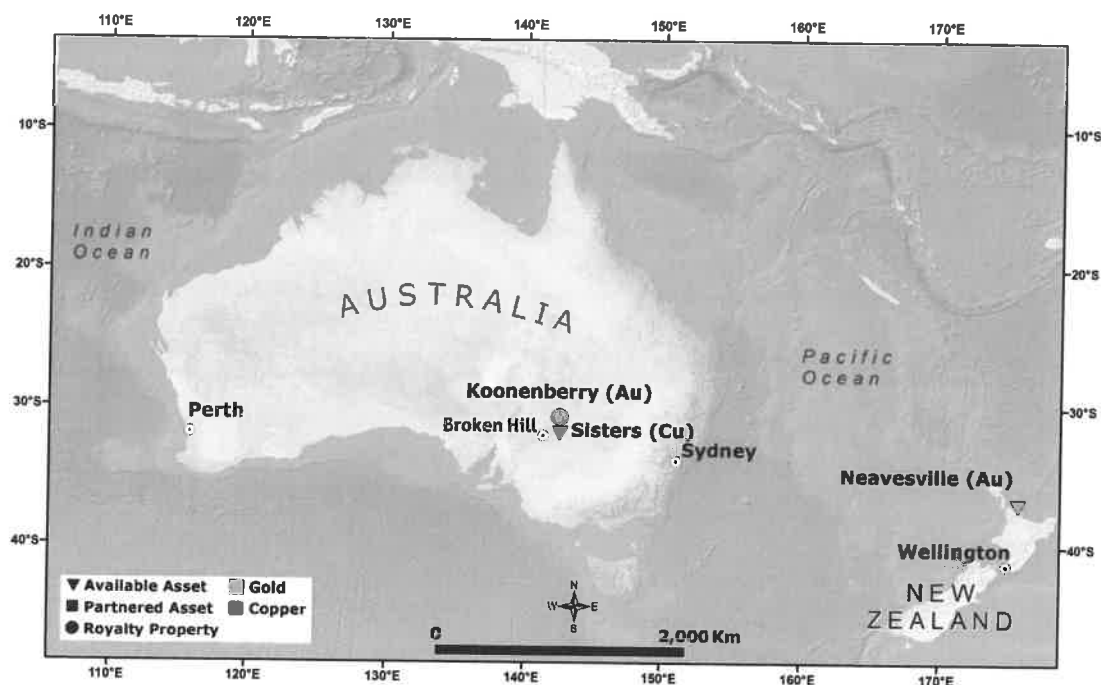 110°E 115°E 120°E 130°E 140°E 150°E 160°E 170°E
10°S 10°S
Indian
Ocean
20°S 20°S
AUSTRALIA
Pacific
Ocean
Koonenberry (Au)
30°S 30°S
Perth
Broken Hill
Sisters (Cu)
Sydney
Neavesville (Au)
40°S 40°S
Wellington
NEW
ZEALAND
Available Asset Gold
Partnered Asset Copper
Royalty Property
N
W E
S
0 2,000 Km
110°E 120°E 130°E 140°E 150°E 160°E 170°E